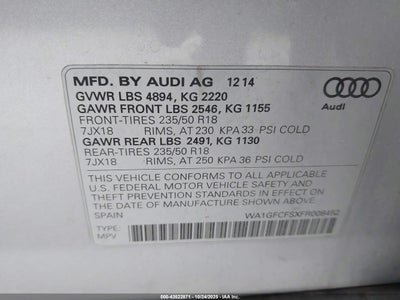 MFD. BY AUDI AG 12 14
GVWR LBS 4894, KG 2220
GAWR FRONT LBS 2546, KG 1155
FRONT-TIRES 235/50 R18
7JX18 RIMS, AT 230 KPA 33 PSI COLD
GAWR REAR LBS 2491, KG 1130
REAR-TIRES 235/50 R18
7JX18 RIMS, AT 250 KPA 36 PSI COLD
Audi
THIS VEHICLE CONFORMS TO ALL APPLICABLE
U.S. FEDERAL MOTOR VEHICLE SAFETY
STANDARDS IN EFFECT ON THE
DATE OF MANUFACTURE SHOWN ABOVE.
SPAIN
WA1GFCFSXFR008452
TYPE:
MPV